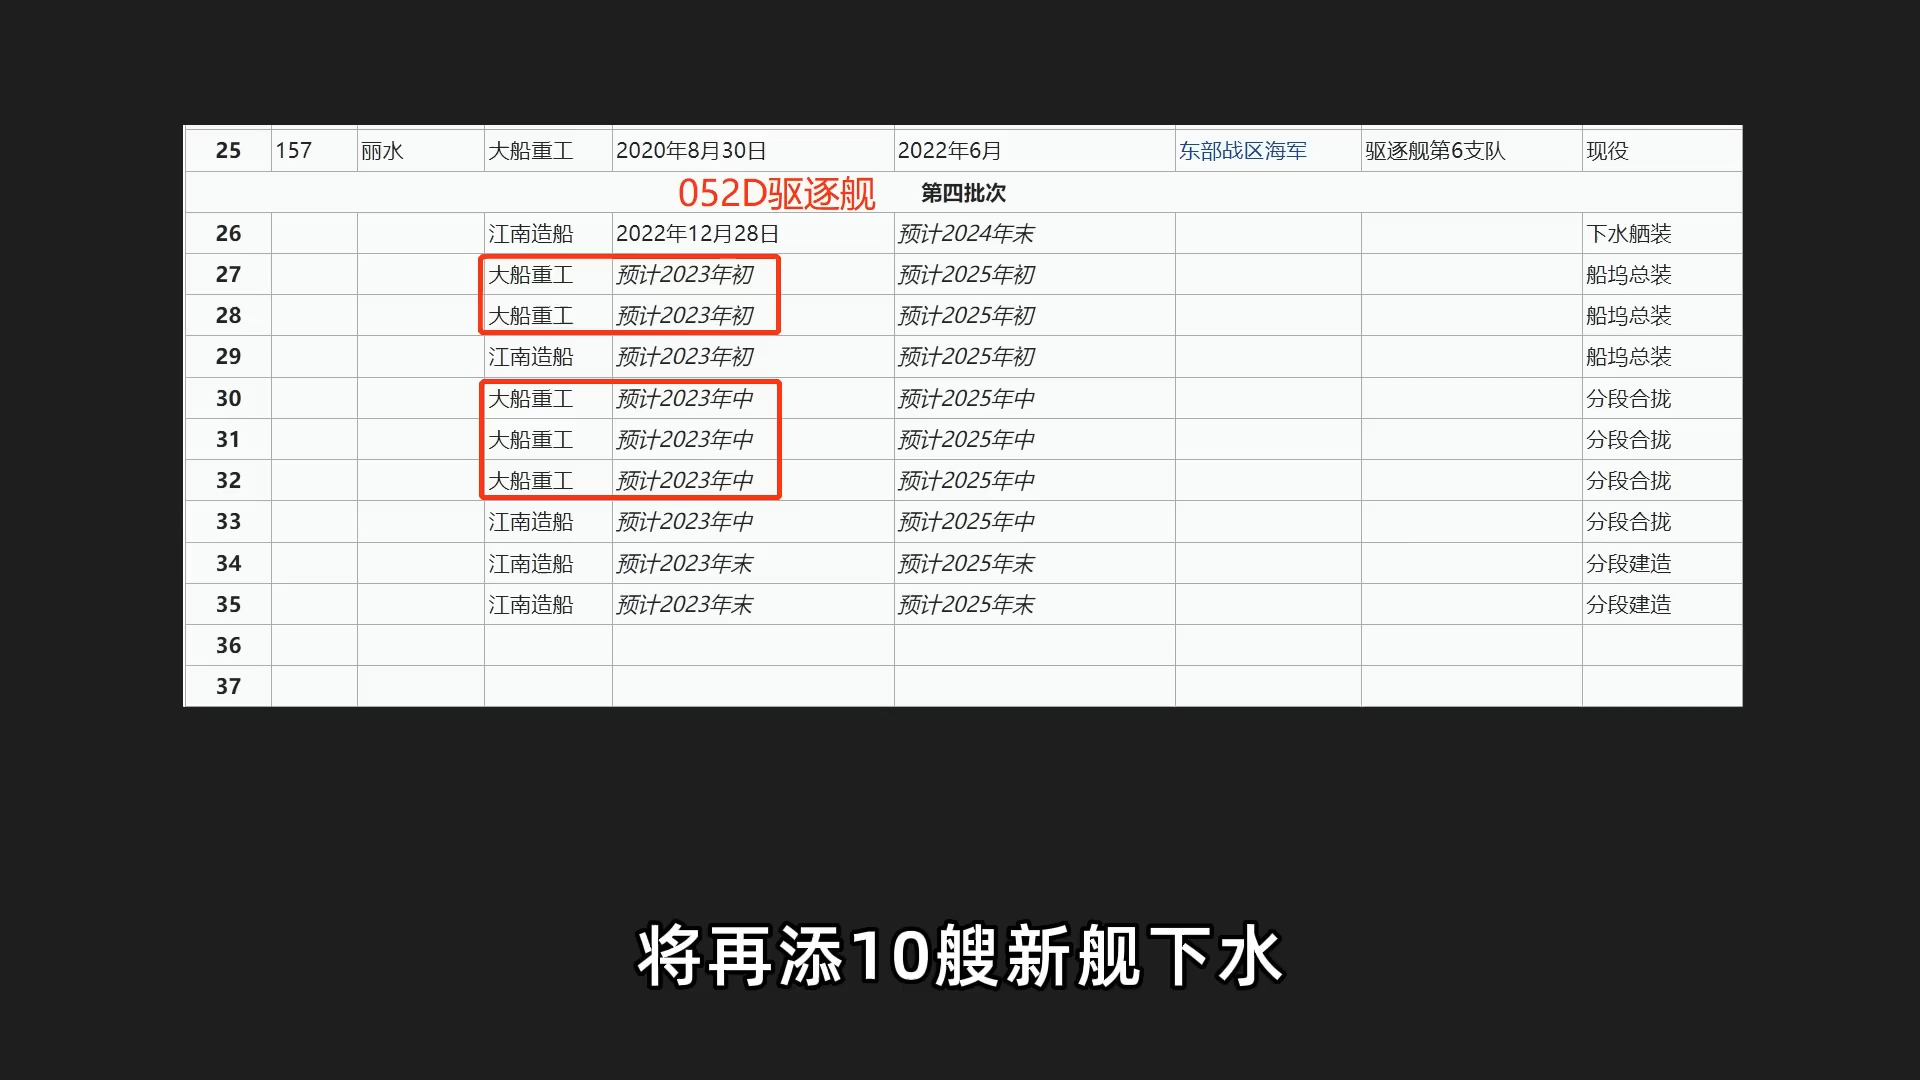 25 157 丽水 大船重工 2020年8月30日 2022年6月 东部战区海军 驱逐舰第6支队 现役
052D驱逐舰 第四批次
26 江南造船 2022年12月28日 预计2024年末 下水舾装
27 大船重工 预计2023年初 预计2025年初 船坞总装
28 大船重工 预计2023年初 预计2025年初 船坞总装
29 江南造船 预计2023年初 预计2025年初 船坞总装
30 大船重工 预计2023年中 预计2025年中 分段合拢
31 大船重工 预计2023年中 预计2025年中 分段合拢
32 大船重工 预计2023年中 预计2025年中 分段合拢
33 江南造船 预计2023年中 预计2025年中 分段合拢
34 江南造船 预计2023年末 预计2025年末 分段建造
35 江南造船 预计2023年末 预计2025年末 分段建造
36
37
将再添10艘新舰下水